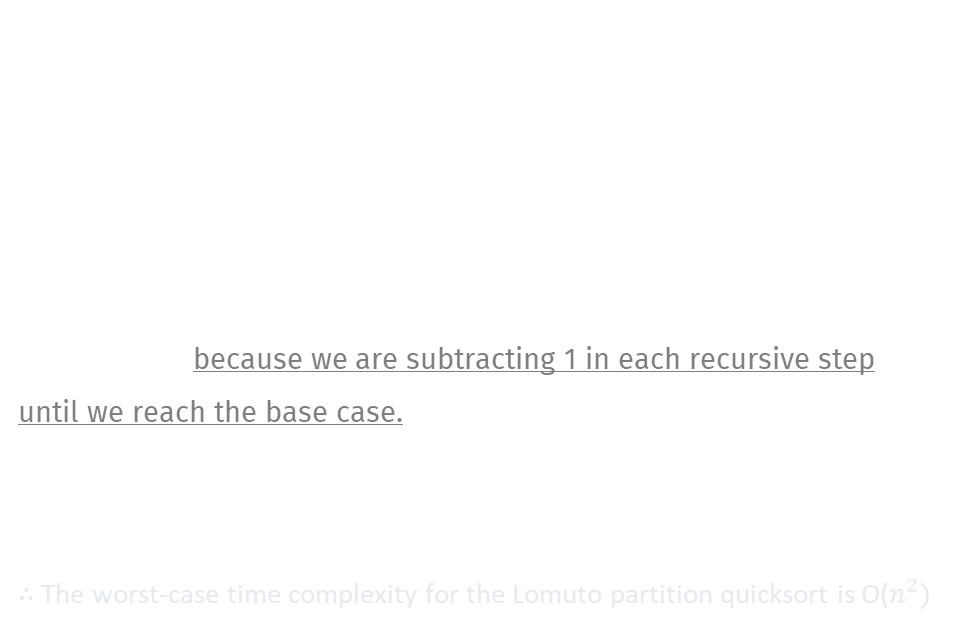 because we are subtracting 1 in each recursive step
until we reach the base case.
∴ The worst-case time complexity for the Lomuto partition quicksort is O(n²)